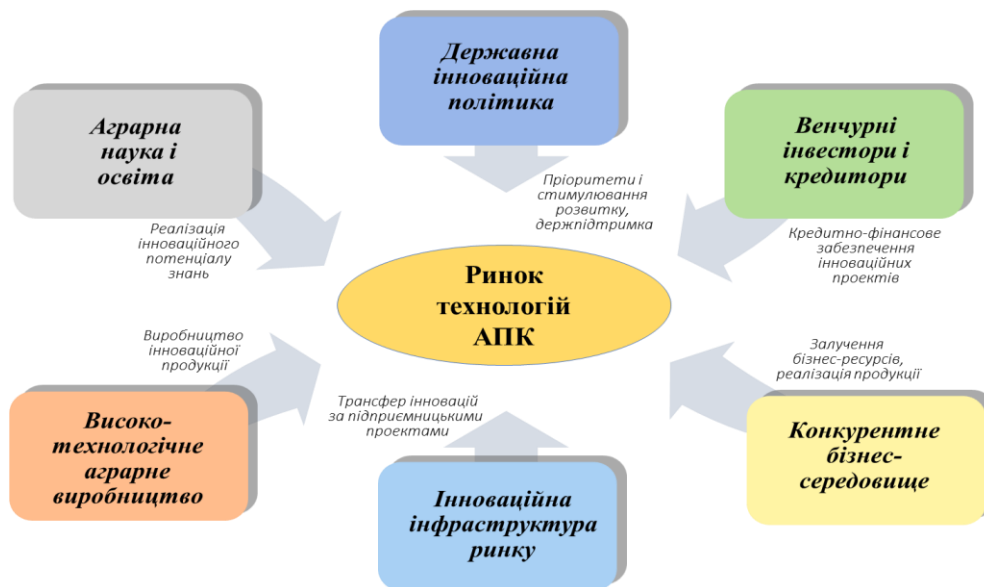 Державна
інноваційна
політика
Аграрна
наука і
освіта
Венчурні
інвестори і
кредитори
Пріоритети і
стимулювання
розвитку,
держпідтримка
Реалізація
інноваційного
потенціалу
знань
Кредитно-фінансове
забезпечення
інноваційних
проектів
Ринок
технологій
АПК
Виробництво
інноваційної
продукції
Залучення
бізнес-ресурсів,
реалізація продукції
Трансфер інновацій
за підприємницькими
проектами
Високо-
технологічне
аграрне
виробництво
Інноваційна
інфраструктура
ринку
Конкурентне
бізнес-
середовище